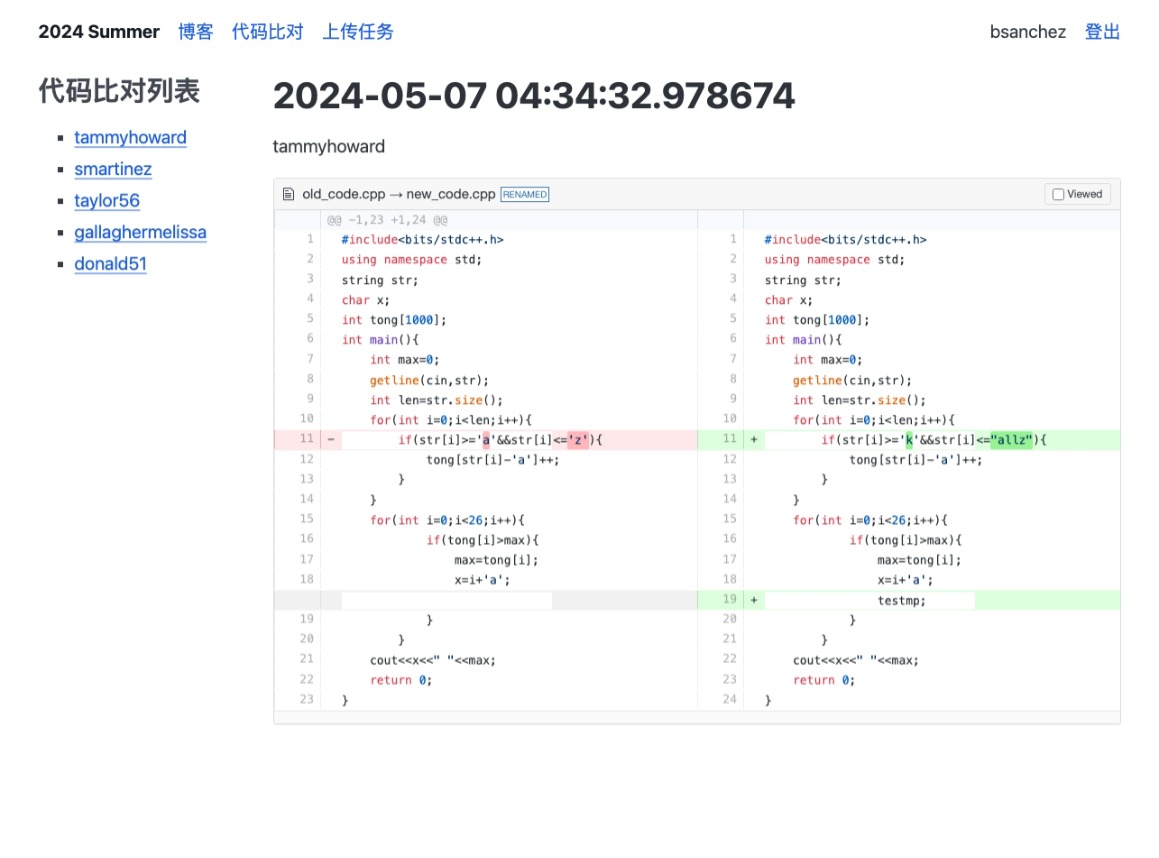 2024 Summer 博客 代码比对 上传任务 bsanchez 登出
代码比对列表
tammyhoward
smartinez
taylor56
gallaghermelissa
donald51
2024-05-07 04:34:32.978674
tammyhoward
old_code.cpp → new_code.cpp RENAMED Viewed
@@ -1,23 +1,24 @@
1 #include<bits/stdc++.h> 1 #include<bits/stdc++.h>
2 using namespace std; 2 using namespace std;
3 string str; 3 string str;
4 char x; 4 char x;
5 int tong[1000]; 5 int tong[1000];
6 int main(){ 6 int main(){
7 int max=0; 7 int max=0;
8 getline(cin,str); 8 getline(cin,str);
9 int len=str.size(); 9 int len=str.size();
10 for(int i=0;i<len;i++){ 10 for(int i=0;i<len;i++){
11 - if(str[i]>='a'&&str[i]<='z'){ 11 + if(str[i]>='k'&&str[i]<="allz"){
12 tong[str[i]-'a']++; 12 tong[str[i]-'a']++;
13 } 13 }
14 } 14 }
15 for(int i=0;i<26;i++){ 15 for(int i=0;i<26;i++){
16 if(tong[i]>max){ 16 if(tong[i]>max){
17 max=tong[i]; 17 max=tong[i];
18 x=i+'a'; 18 x=i+'a';
19 + testmp;
19 } 20 }
20 } 21 }
21 cout<<x<<" "<<max; 22 cout<<x<<" "<<max;
22 return 0; 23 return 0;
23 } 24 }